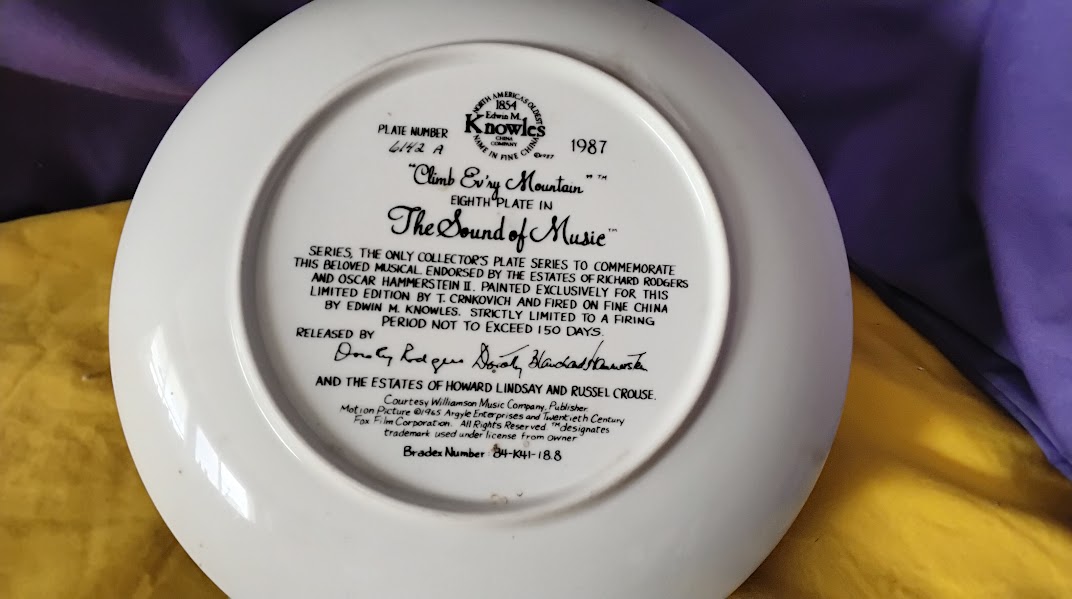 NORTH AMERICA'S OLDEST
1854
Edwin M.
Knowles
CHINA
COMPANY
NAME IN FINE CHINA
©1987
PLATE NUMBER
6142 A
1987
"Climb Ev'ry Mountain"™
EIGHTH PLATE IN
The Sound of Music™
SERIES, THE ONLY COLLECTOR'S PLATE SERIES TO COMMEMORATE
THIS BELOVED MUSICAL. ENDORSED BY THE ESTATES OF RICHARD RODGERS
AND OSCAR HAMMERSTEIN II. PAINTED EXCLUSIVELY FOR THIS
LIMITED EDITION BY T. CRNKOVICH AND FIRED ON FINE CHINA
BY EDWIN M. KNOWLES. STRICTLY LIMITED TO A FIRING
PERIOD NOT TO EXCEED 150 DAYS.
RELEASED BY
Dorothy Rodgers Dorothy Blanchard Hammerstein
AND THE ESTATES OF HOWARD LINDSAY AND RUSSEL CROUSE.
Courtesy Williamson Music Company, Publisher
Motion Picture ©1965 Argyle Enterprises and Twentieth Century
Fox Film Corporation. All Rights Reserved. ™designates
trademark used under license from owner
Bradex Number 84-K41-18.8